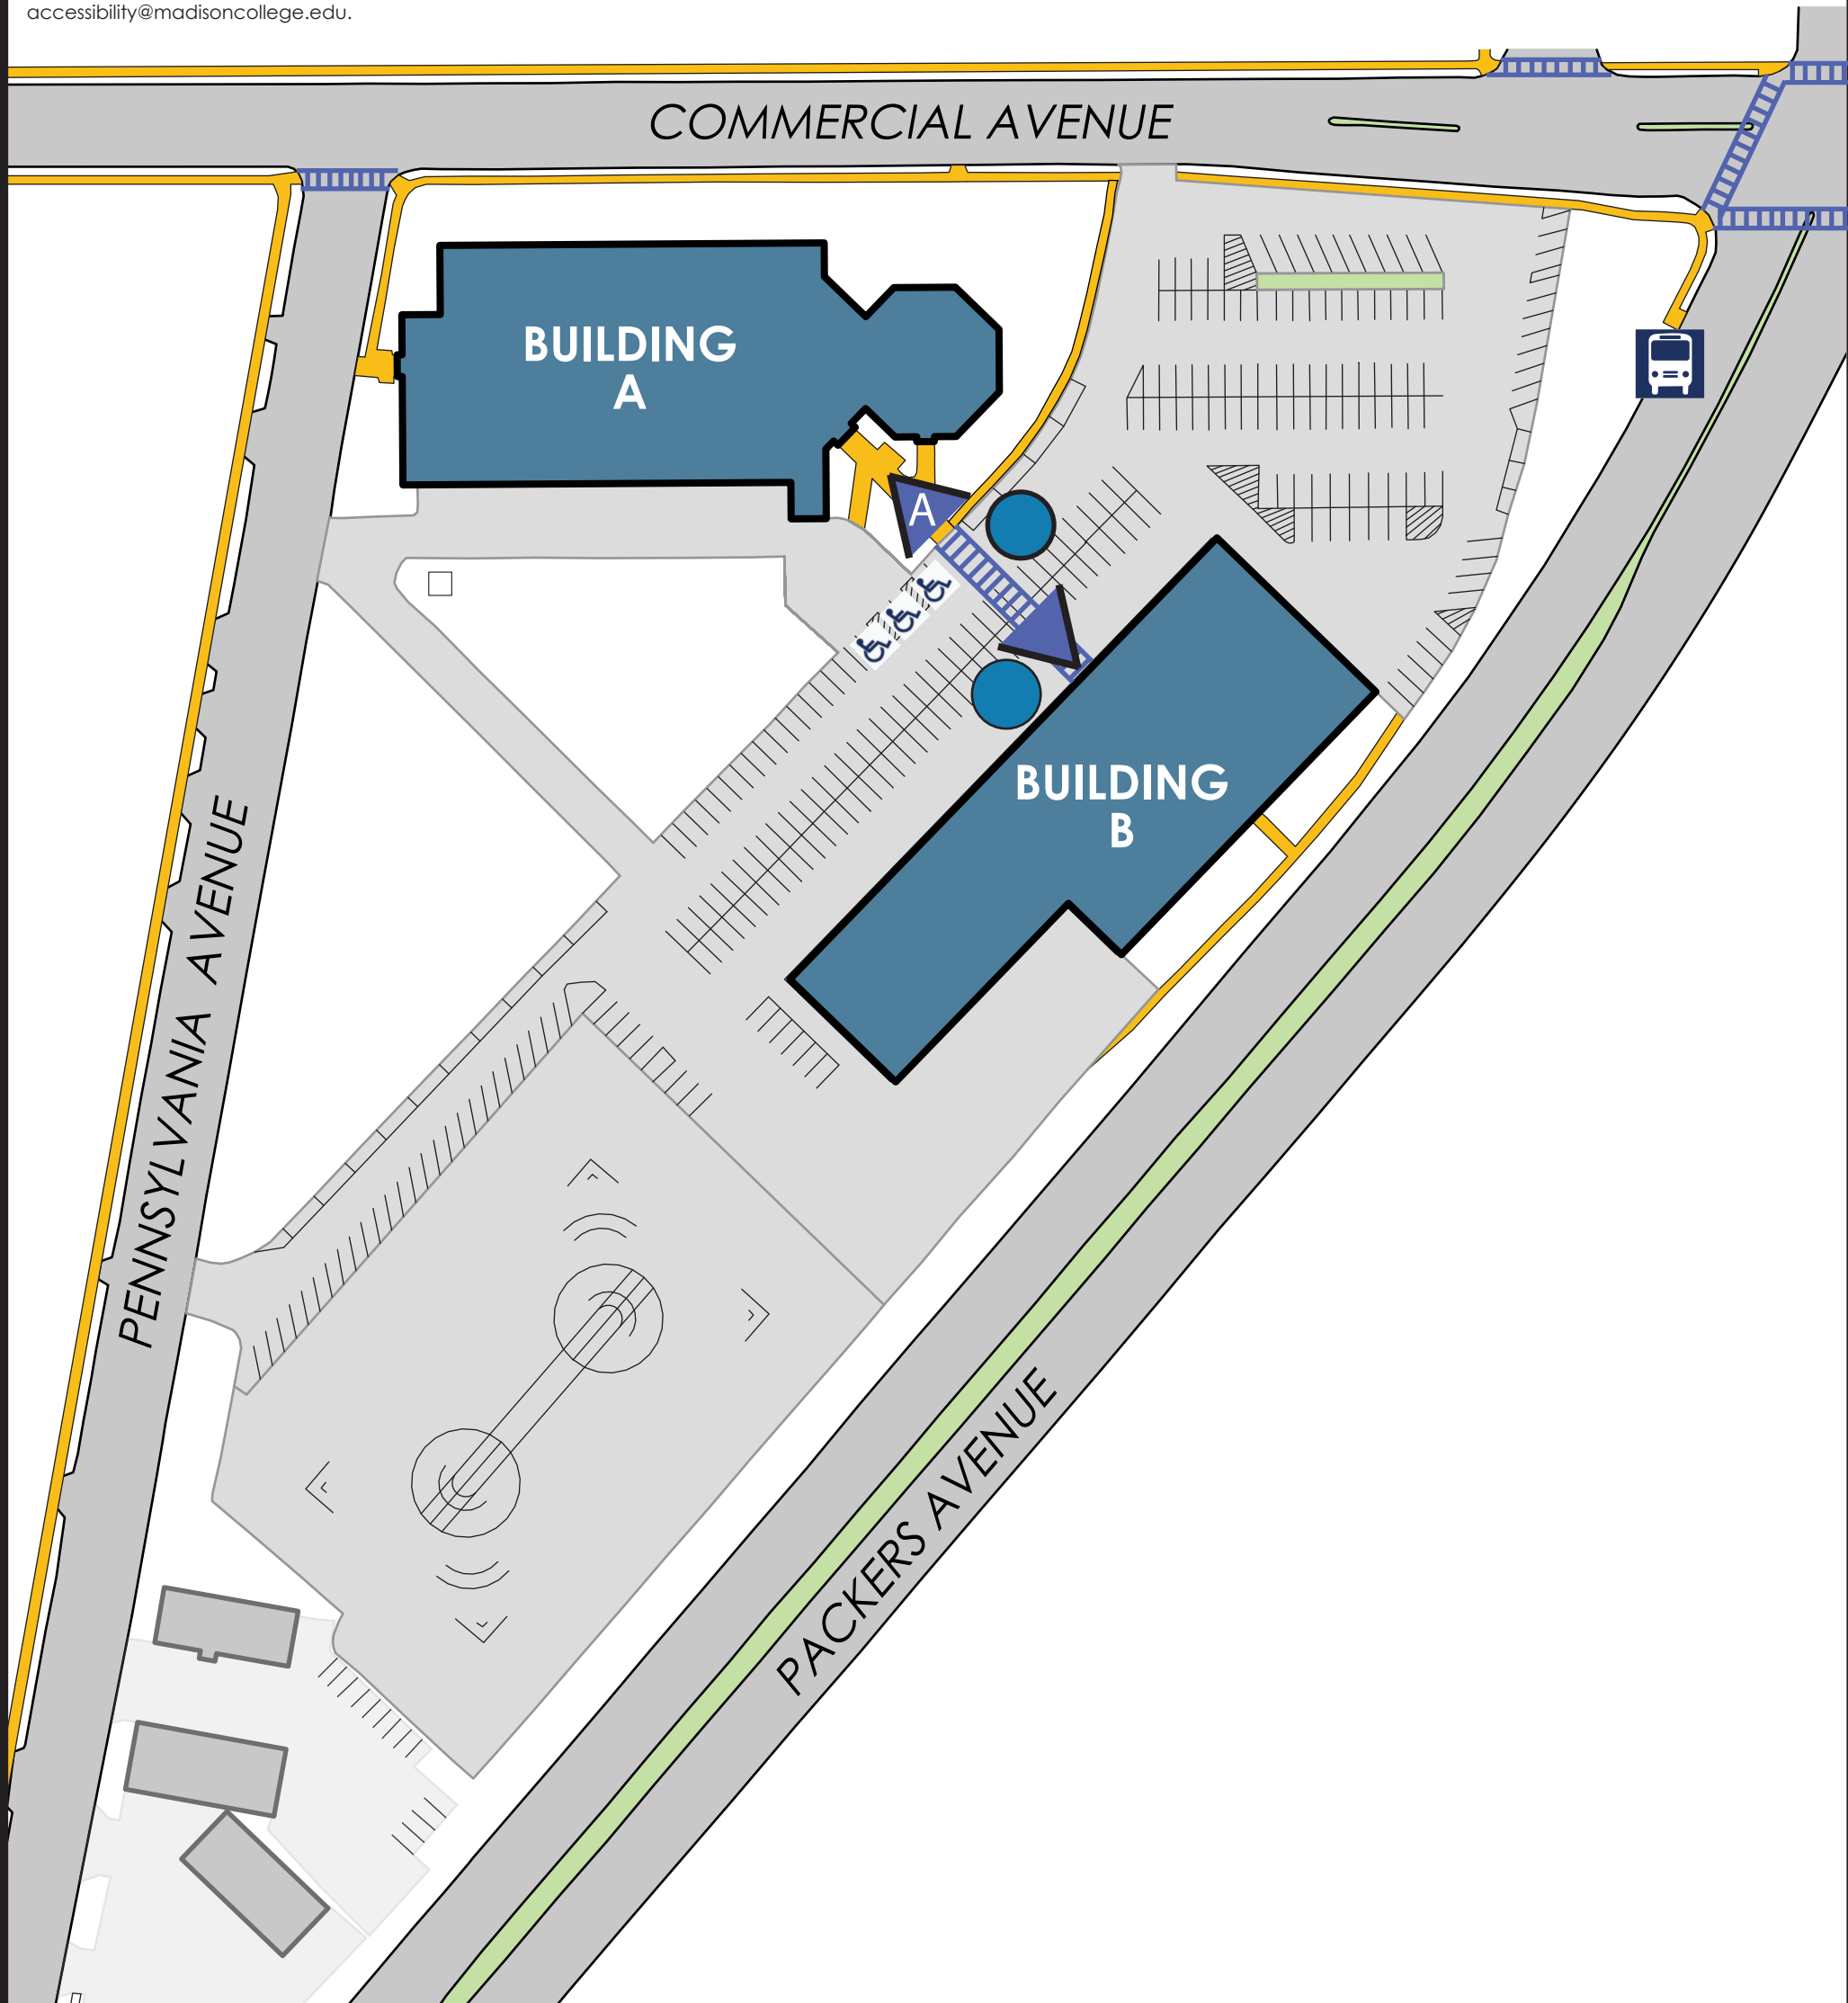 accessibility@madisoncollege.edu.
COMMERCIAL AVENUE
BUILDING
A
A
BUILDING
B
PENNSYLVANIA AVENUE
PACKERS AVENUE